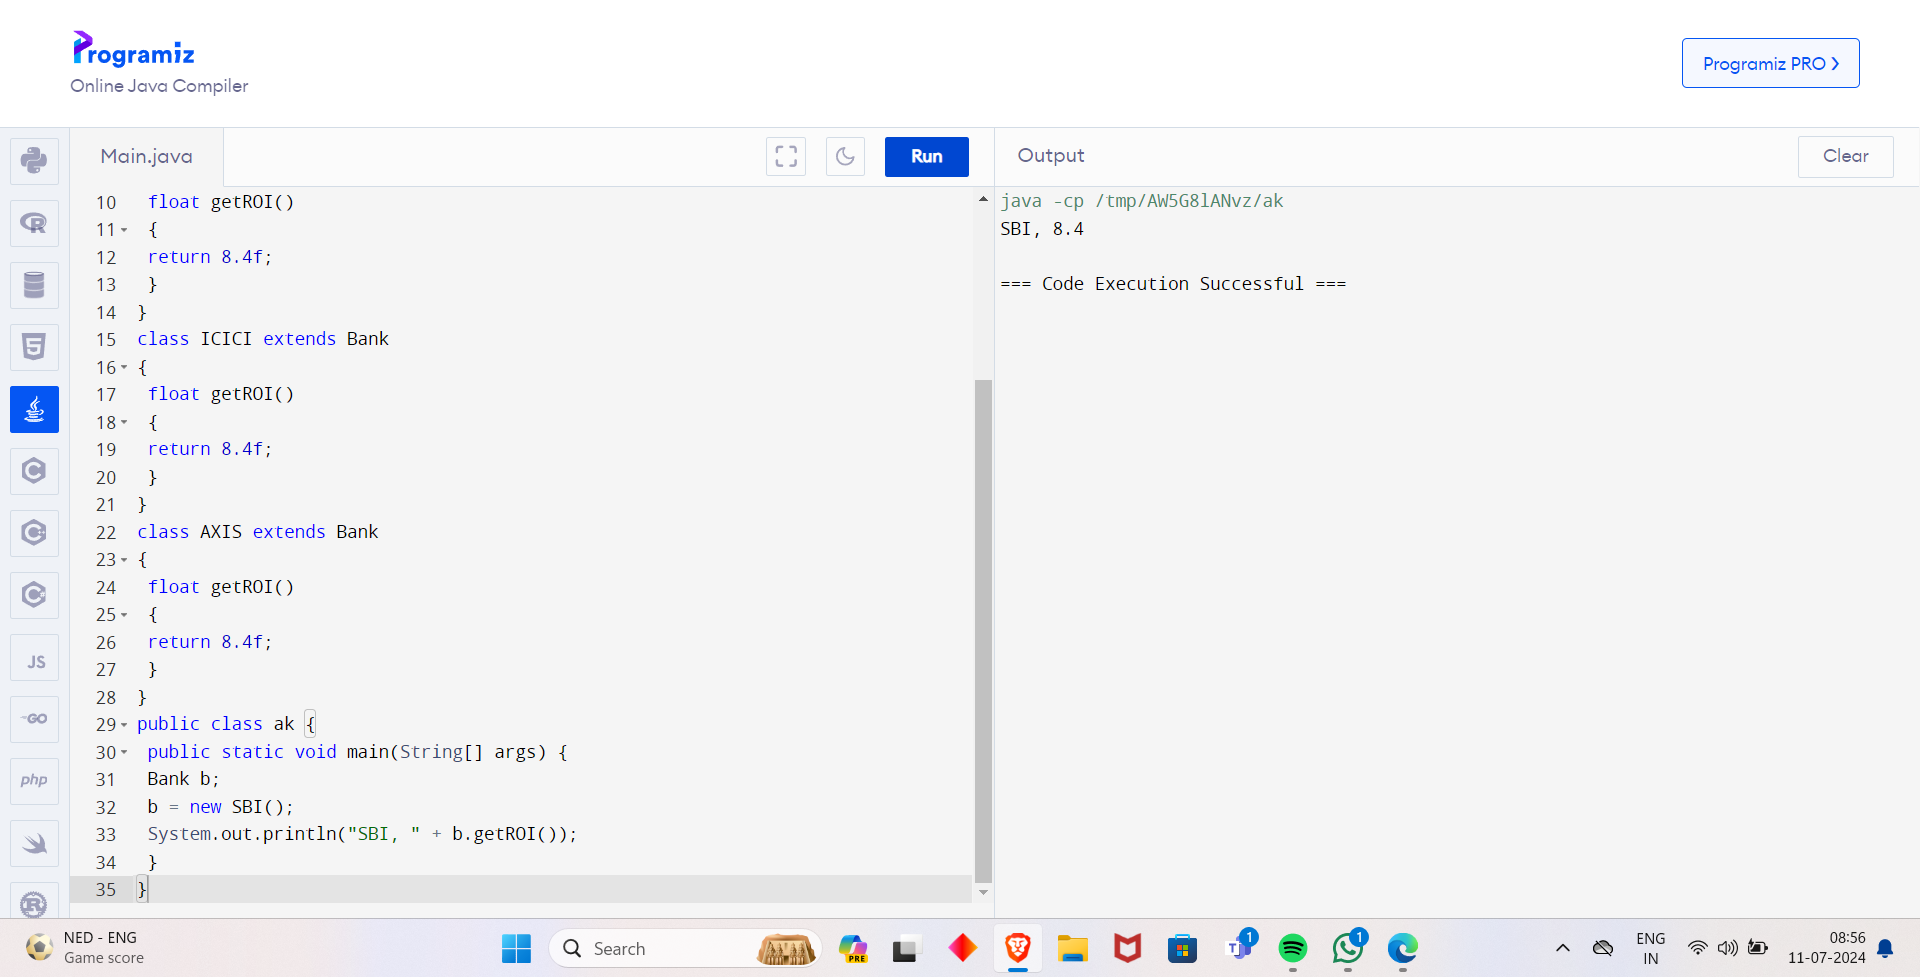 Programiz
Online Java Compiler
Programiz PRO >
Main.java
Run
Output
Clear
10 float getROI()
11 {
12 return 8.4f;
13 }
14 }
15 class ICICI extends Bank
16 {
17 float getROI()
18 {
19 return 8.4f;
20 }
21 }
22 class AXIS extends Bank
23 {
24 float getROI()
25 {
26 return 8.4f;
27 }
28 }
29 public class ak {
30 public static void main(String[] args) {
31 Bank b;
32 b = new SBI();
33 System.out.println("SBI, " + b.getROI());
34 }
35 }
java -cp /tmp/AW5G8lANvz/ak
SBI, 8.4
=== Code Execution Successful ===
R
5
C
C
C
JS
GO
php
R
NED - ENG
Game score
Search
PRE
T
1
1
ENG
IN
08:56
11-07-2024